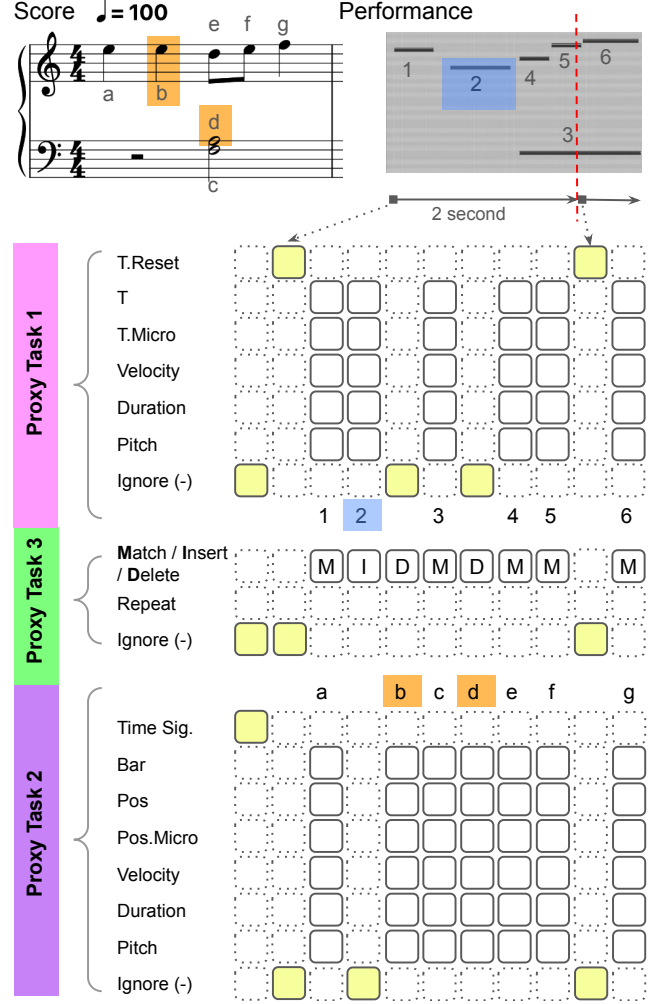 Score ♩ = 100
Performance
e f g
a b
d
c
1 2 4 5 6
3
2 second
Proxy Task 1
T.Reset
T
T.Micro
Velocity
Duration
Pitch
Ignore (-)
1 2 3 4 5 6
Proxy Task 3
Match / Insert
/ Delete
M I D M D M M M
Repeat
Ignore (-)
a b c d e f g
Proxy Task 2
Time Sig.
Bar
Pos
Pos.Micro
Velocity
Duration
Pitch
Ignore (-)